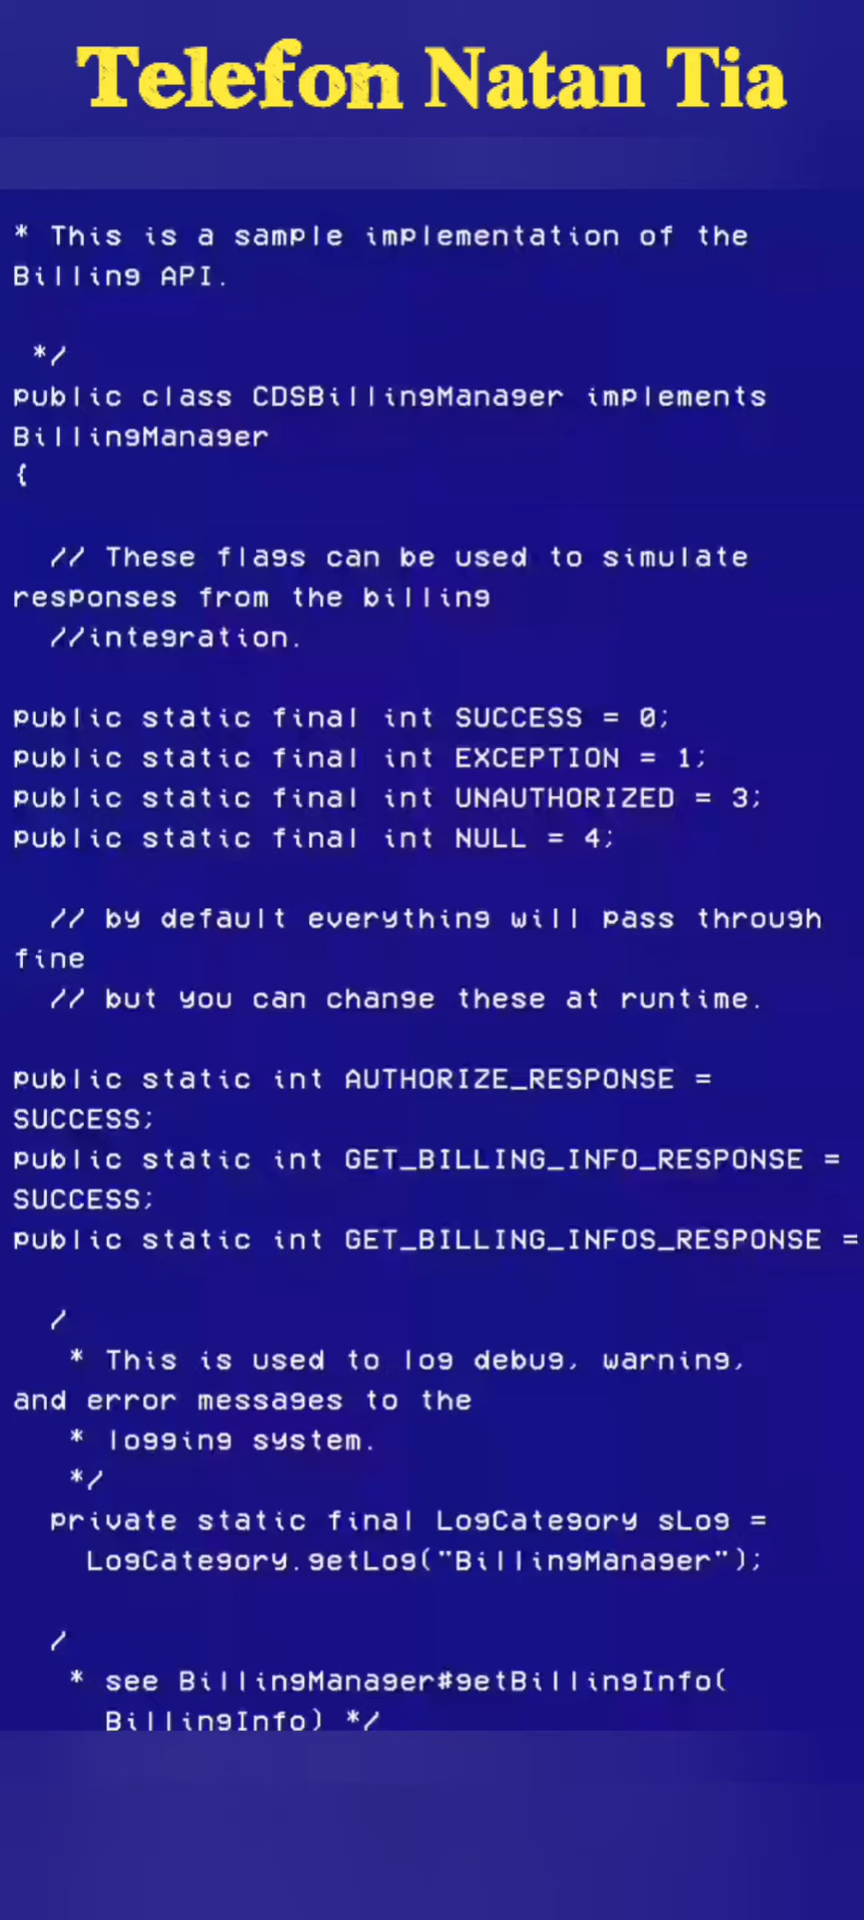 Telefon Natan Tia
* This is a sample implementation of the
Billing API.
*/
public class CDSBillingManager implements
BillingManager
{
// These flags can be used to simulate
responses from the billing
//integration.
public static final int SUCCESS = 0;
public static final int EXCEPTION = 1;
public static final int UNAUTHORIZED = 3;
public static final int NULL = 4;
// by default everything will pass through
fine
// but you can change these at runtime.
public static int AUTHORIZE_RESPONSE =
SUCCESS;
public static int GET_BILLING_INFO_RESPONSE =
SUCCESS;
public static int GET_BILLING_INFOS_RESPONSE =
/
* This is used to log debug, warning,
and error messages to the
* logging system.
*/
private static final LogCategory sLog =
LogCategory.getLog("BillingManager");
/
* see BillingManager#getBillingInfo(
BillingInfo) */